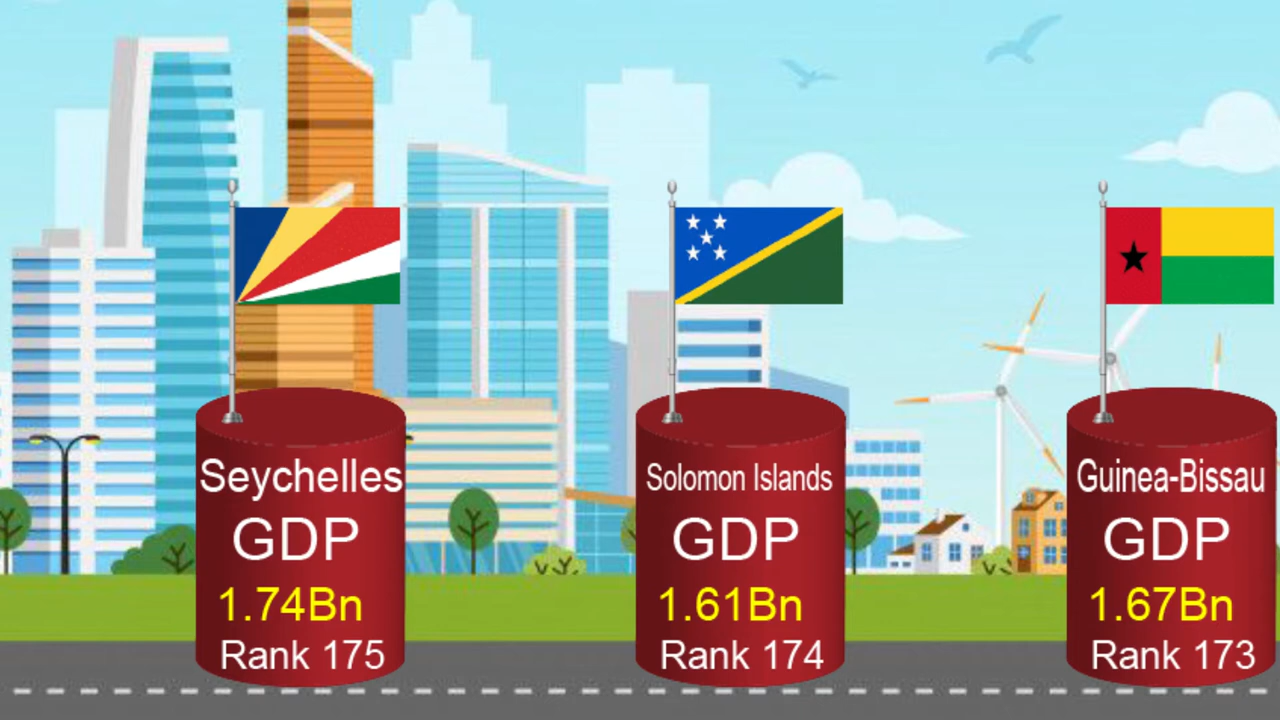 Seychelles
GDP
1.74Bn
Rank 175
Solomon Islands
GDP
1.61Bn
Rank 174
Guinea-Bissau
GDP
1.67Bn
Rank 173